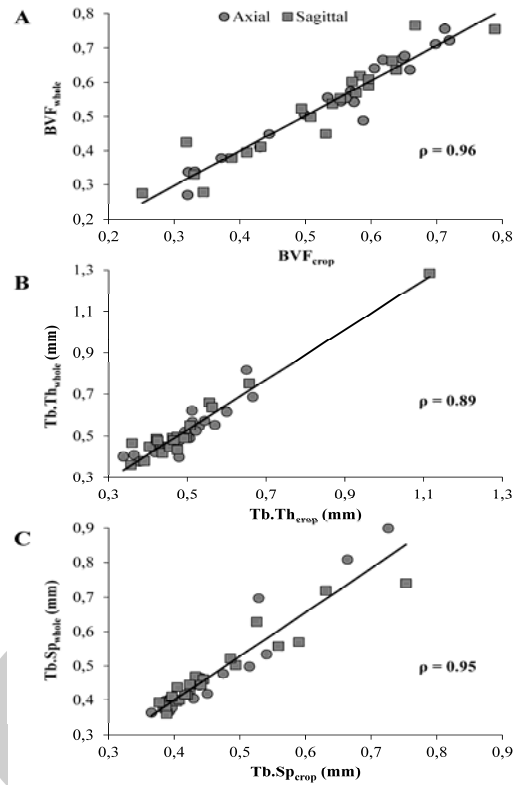 A
Axial Sagittal
0,8
0,7
0,6
0,5
0,4
0,3
0,2
BVFwhole
ρ = 0.96
0,2 0,3 0,4 0,5 0,6 0,7 0,8
BVFcrop
B
1,3
1,1
0,9
0,7
0,5
0,3
Tb.Thwhole (mm)
ρ = 0.89
0,3 0,5 0,7 0,9 1,1 1,3
Tb.Thcrop (mm)
C
0,9
0,8
0,7
0,6
0,5
0,4
0,3
Tb.Spwhole (mm)
ρ = 0.95
0,3 0,4 0,5 0,6 0,7 0,8 0,9
Tb.Spcrop (mm)